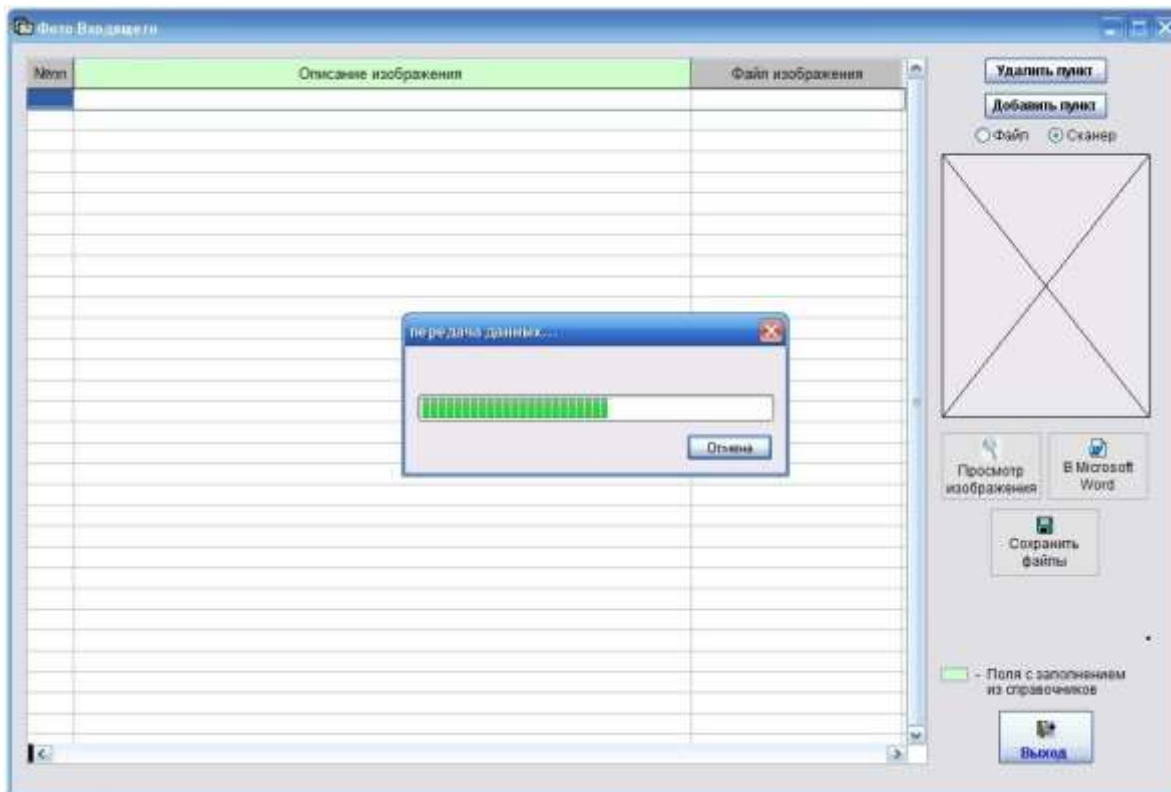 Фото Входящего
№пп
Описание изображения
Файл изображения
Удалить пункт
Добавить пункт
Файл
Сканер
передача данных...
Отмена
Просмотр
изображения
В Microsoft
Word
Сохранить
файлы
- Поля с заполнением
из справочников
Выход